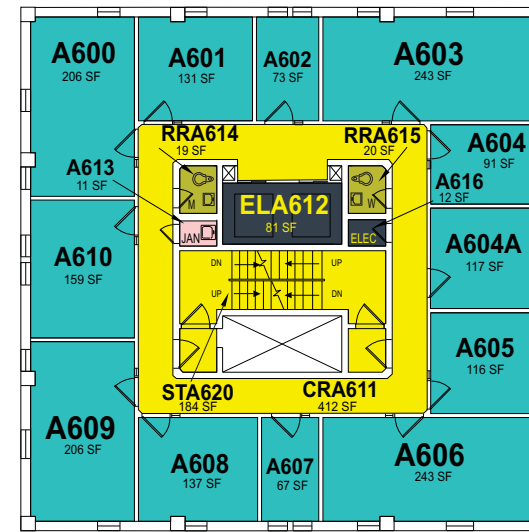 A600
206 SF
A601
131 SF
A602
73 SF
A603
243 SF
RRA614
19 SF
RRA615
20 SF
A604
91 SF
A613
11 SF
A616
12 SF
M
W
ELA612
81 SF
JAN
ELEC
A604A
117 SF
A610
159 SF
DN
UP
UP
DN
A605
116 SF
STA620
184 SF
CRA611
412 SF
A609
206 SF
A608
137 SF
A607
67 SF
A606
243 SF